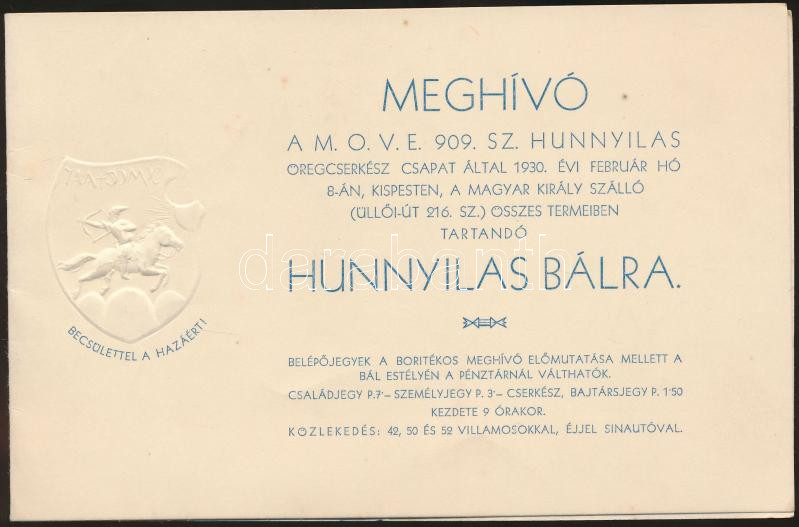 MEGHÍVÓ
A M. O. V. E. 909. SZ. HUNNYILAS
ÖREGCSERKÉSZ CSAPAT ÁLTAL 1930. ÉVI FEBRUÁR HÓ
8-ÁN, KISPESTEN, A MAGYAR KIRÁLY SZÁLLÓ
(ÜLLŐI-ÚT 216. SZ.) ÖSSZES TERMEIBEN
TARTANDÓ
HUNNYILAS BÁLRA.
BECSÜLETTEL A HAZÁÉRT!
BELÉPŐJEGYEK A BORITÉKOS MEGHÍVÓ ELŐMUTATÁSA MELLETT A
BÁL ESTÉLYÉN A PÉNZTÁRNÁL VÁLTHATÓK.
CSALÁDJEGY P.7·– SZEMÉLYJEGY P. 3·– CSERKÉSZ, BAJTÁRSJEGY P. 1·50
KEZDETE 9 ÓRAKOR.
KÖZLEKEDÉS: 42, 50 ÉS 52 VILLAMOSOKKAL, ÉJJEL SINAUTÓVAL.
darabanth